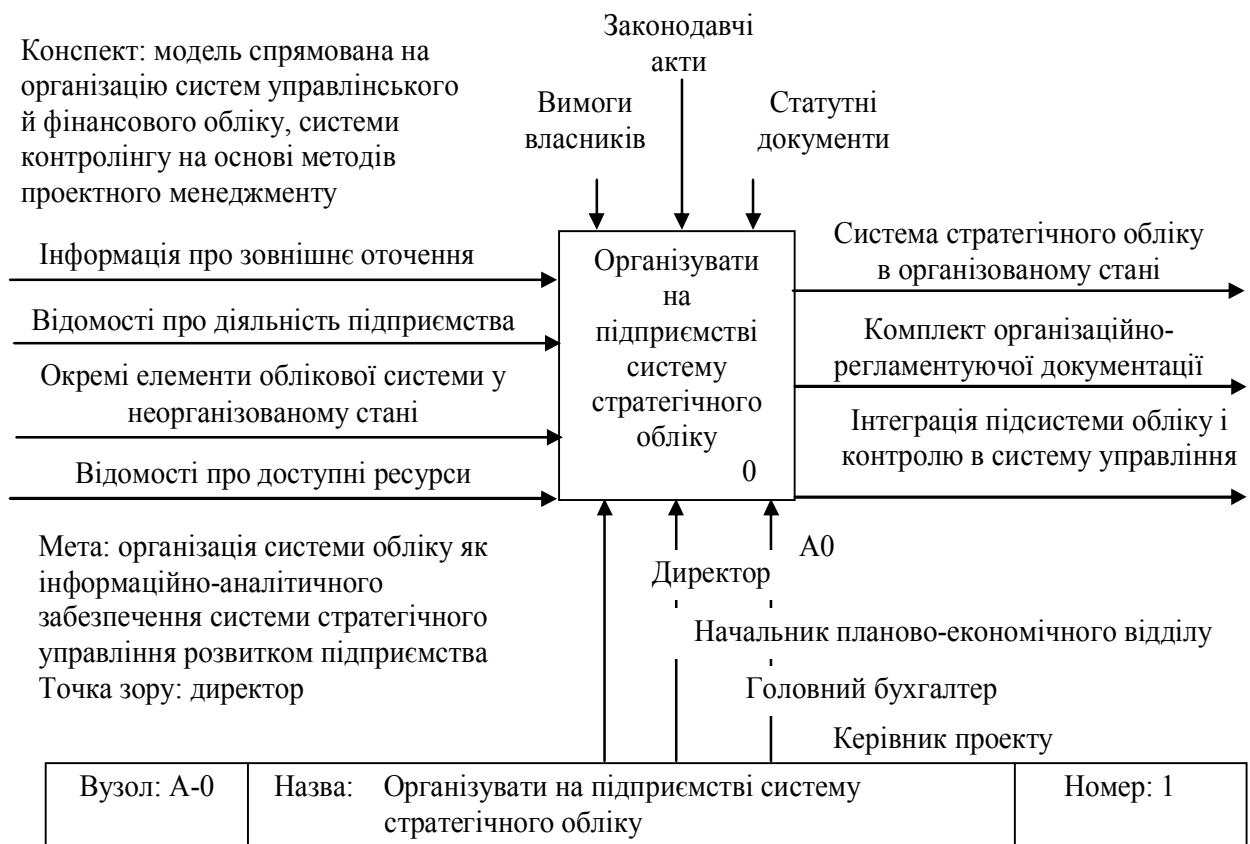 Законодавчі
акти
Конспект: модель спрямована на
організацію систем управлінського
й фінансового обліку, системи
контролінгу на основі методів
проектного менеджменту
Вимоги
власників
Статутні
документи
Інформація про зовнішнє оточення
Відомості про діяльність підприємства
Окремі елементи облікової системи у
неорганізованому стані
Відомості про доступні ресурси
Організувати
на
підприємстві
систему
стратегічного
обліку
0
Система стратегічного обліку
в організованому стані
Комплект організаційно-
регламентуючої документації
Інтеграція підсистеми обліку і
контролю в систему управління
Мета: організація системи обліку як
інформаційно-аналітичного
забезпечення системи стратегічного
управління розвитком підприємства
Точка зору: директор
А0
Директор
Начальник планово-економічного відділу
Головний бухгалтер
Керівник проекту
Вузол: А-0
Назва: Організувати на підприємстві систему
стратегічного обліку
Номер: 1